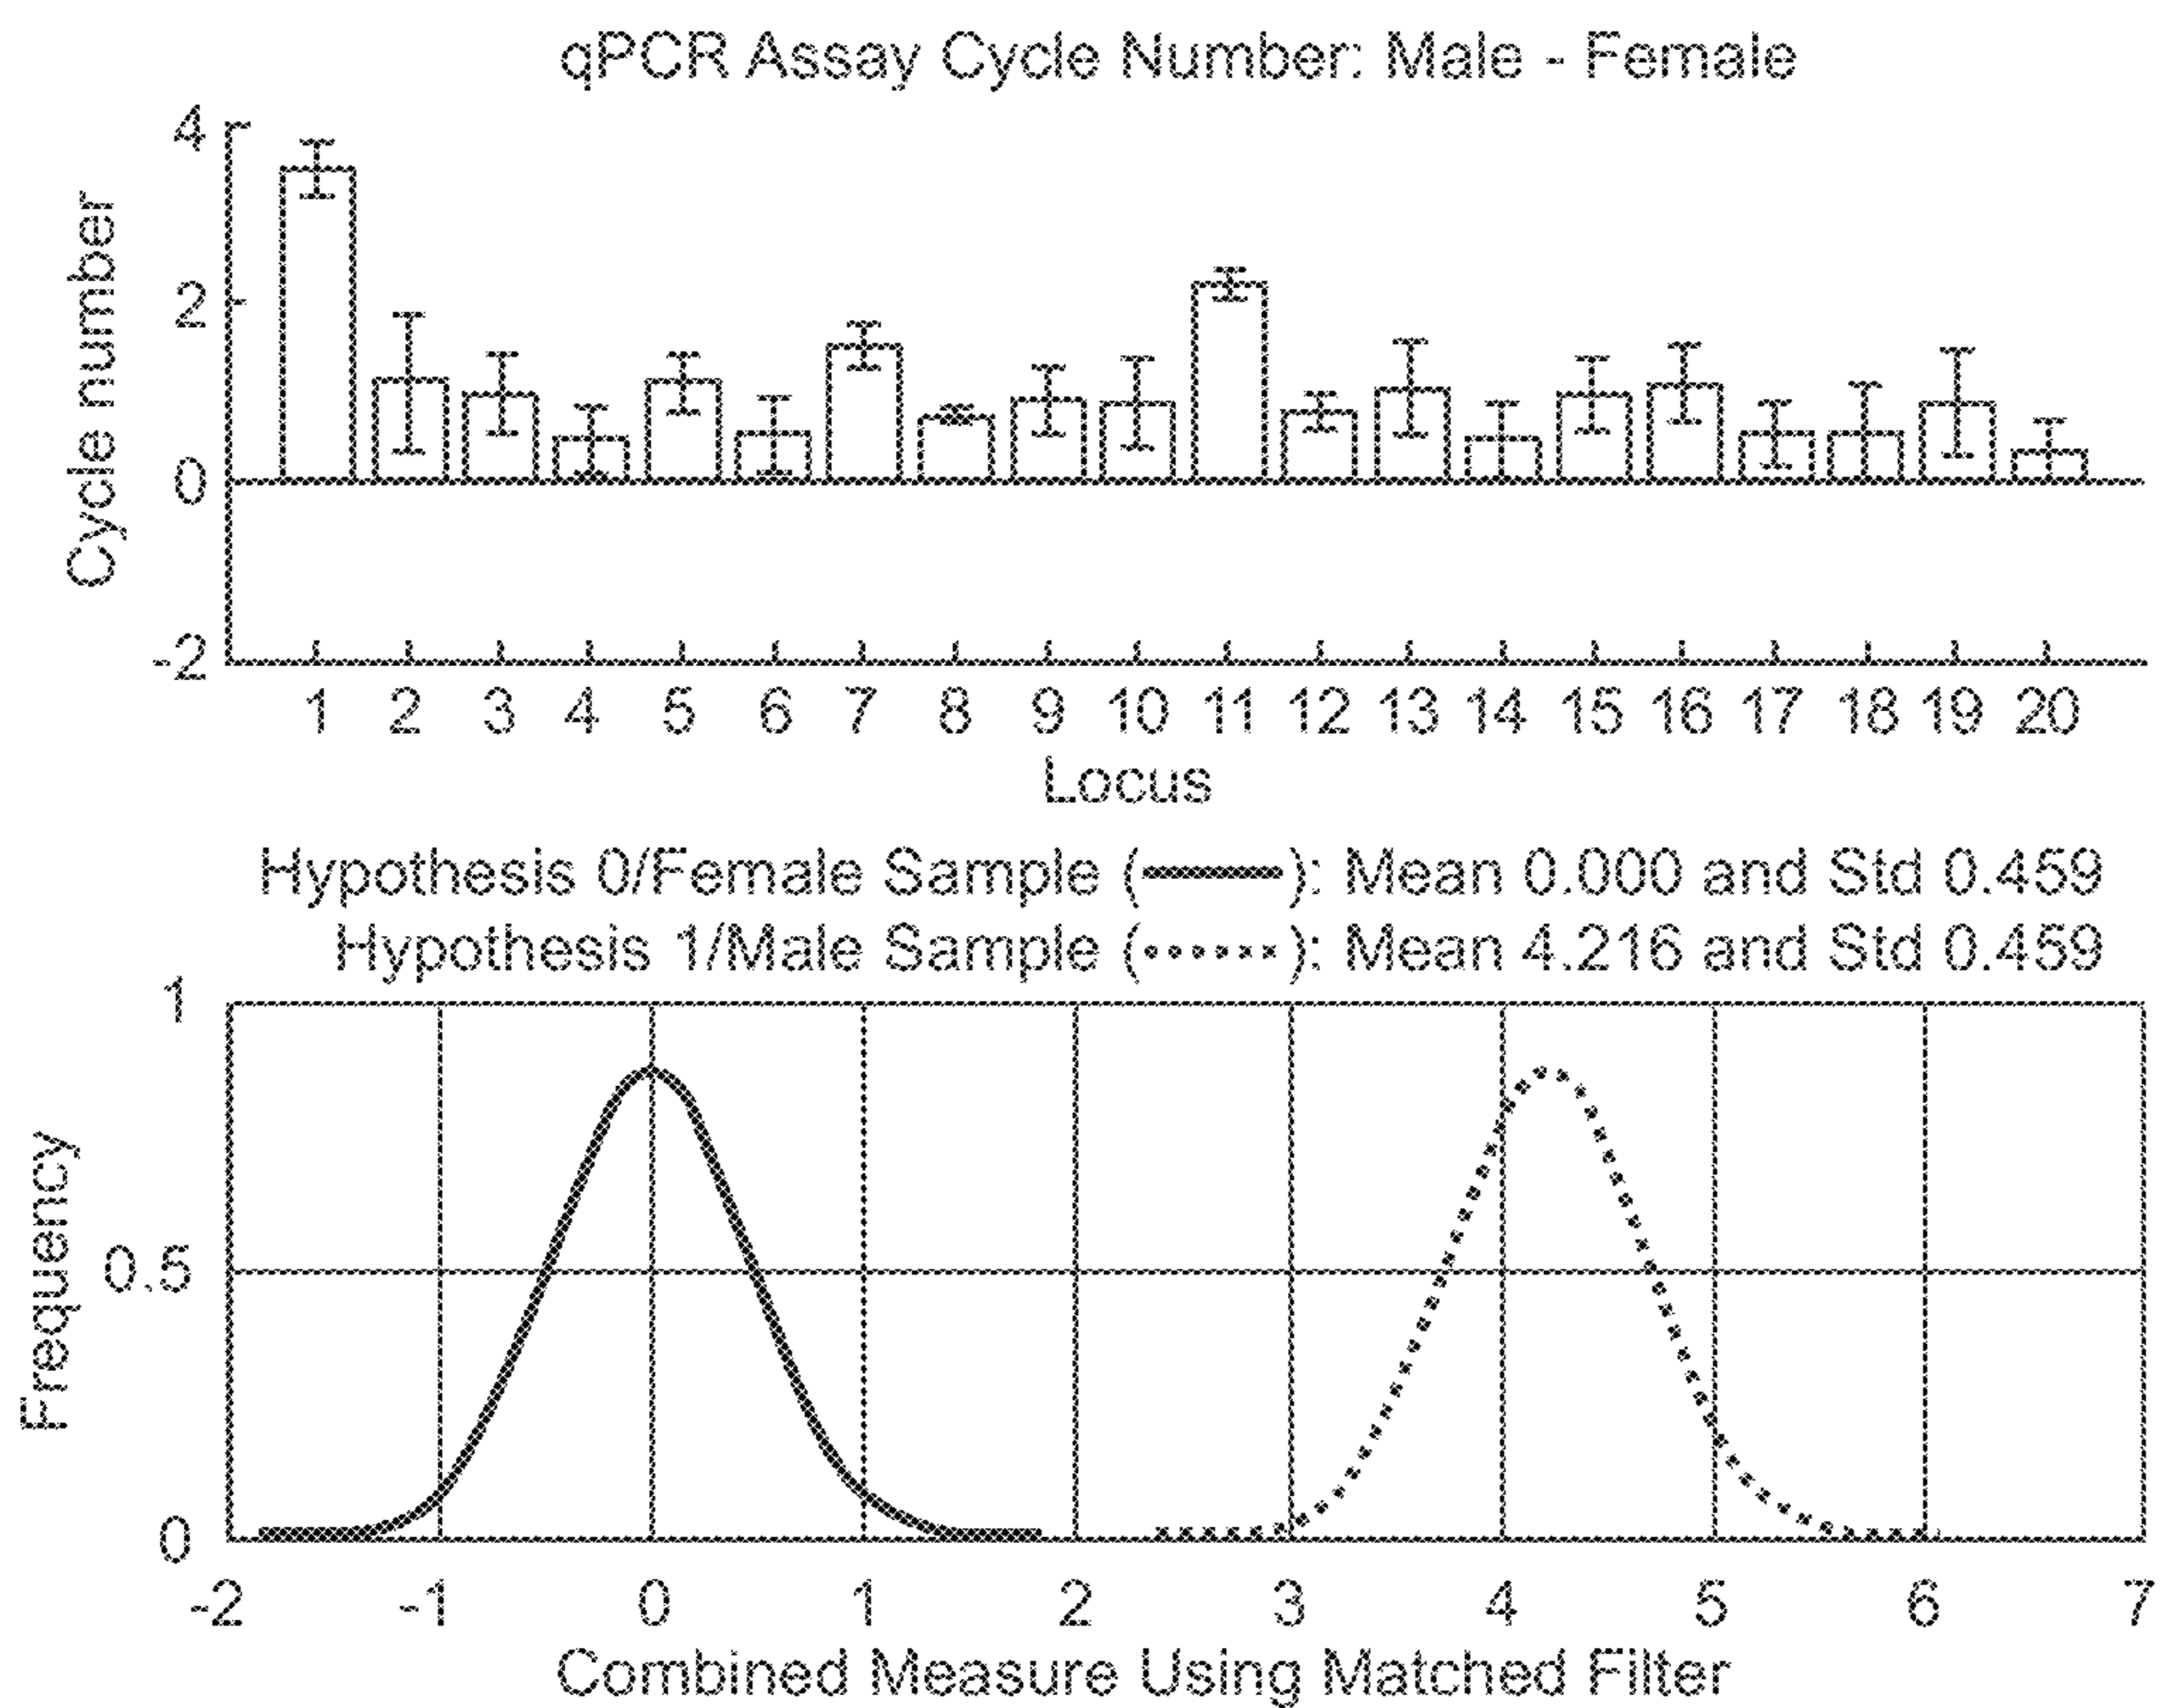 qPCR Assay Cycle Number: Male - Female
4
2
0
-2
Cycle number
1 2 3 4 5 6 7 8 9 10 11 12 13 14 15 16 17 18 19 20
Locus
Hypothesis 0/Female Sample (——): Mean 0.000 and Std 0.459
Hypothesis 1/Male Sample (······): Mean 4.216 and Std 0.459
1
0.5
0
Frequency
-2 -1 0 1 2 3 4 5 6 7
Combined Measure Using Matched Filter